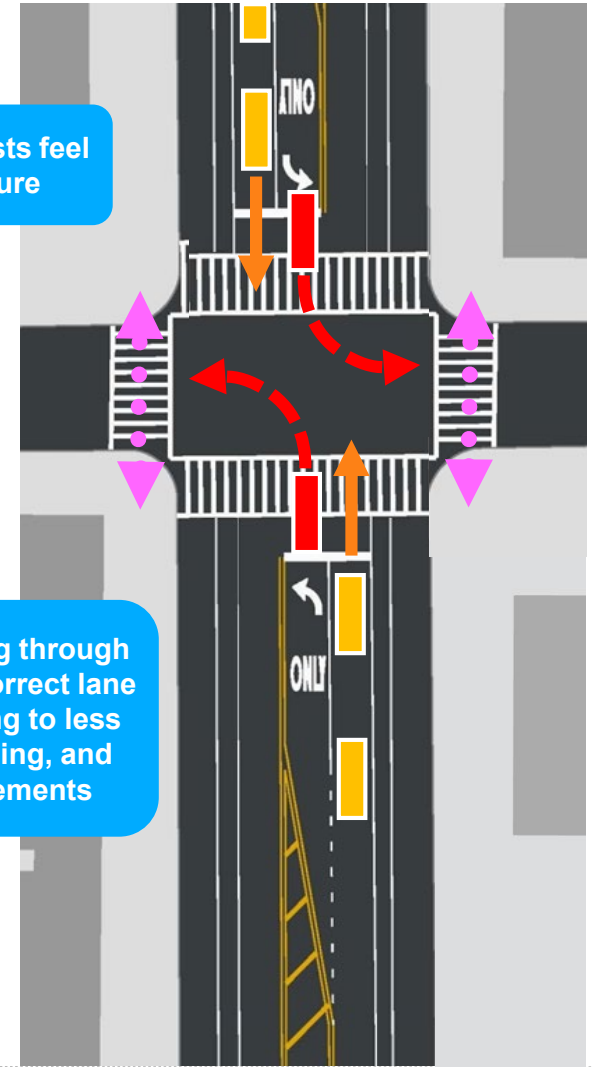 ONLY
sts feel
ure
g through
orrect lane
ng to less
ing, and
ements
ONLY